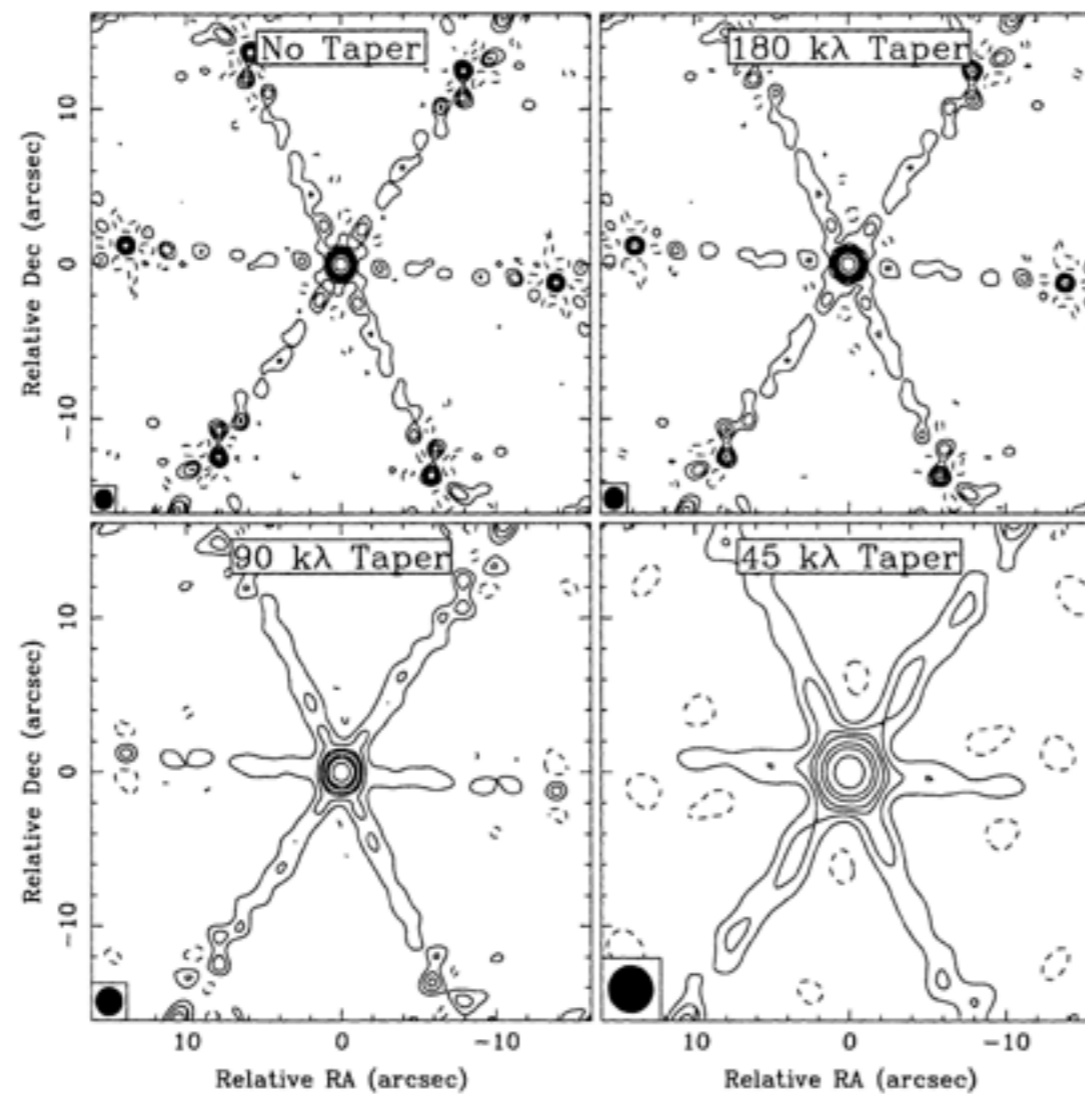 No Taper
180 kλ Taper
10
0
-10
Relative Dec (arcsec)
90 kλ Taper
45 kλ Taper
10
0
-10
Relative Dec (arcsec)
10 0 -10
10 0 -10
Relative RA (arcsec)
Relative RA (arcsec)